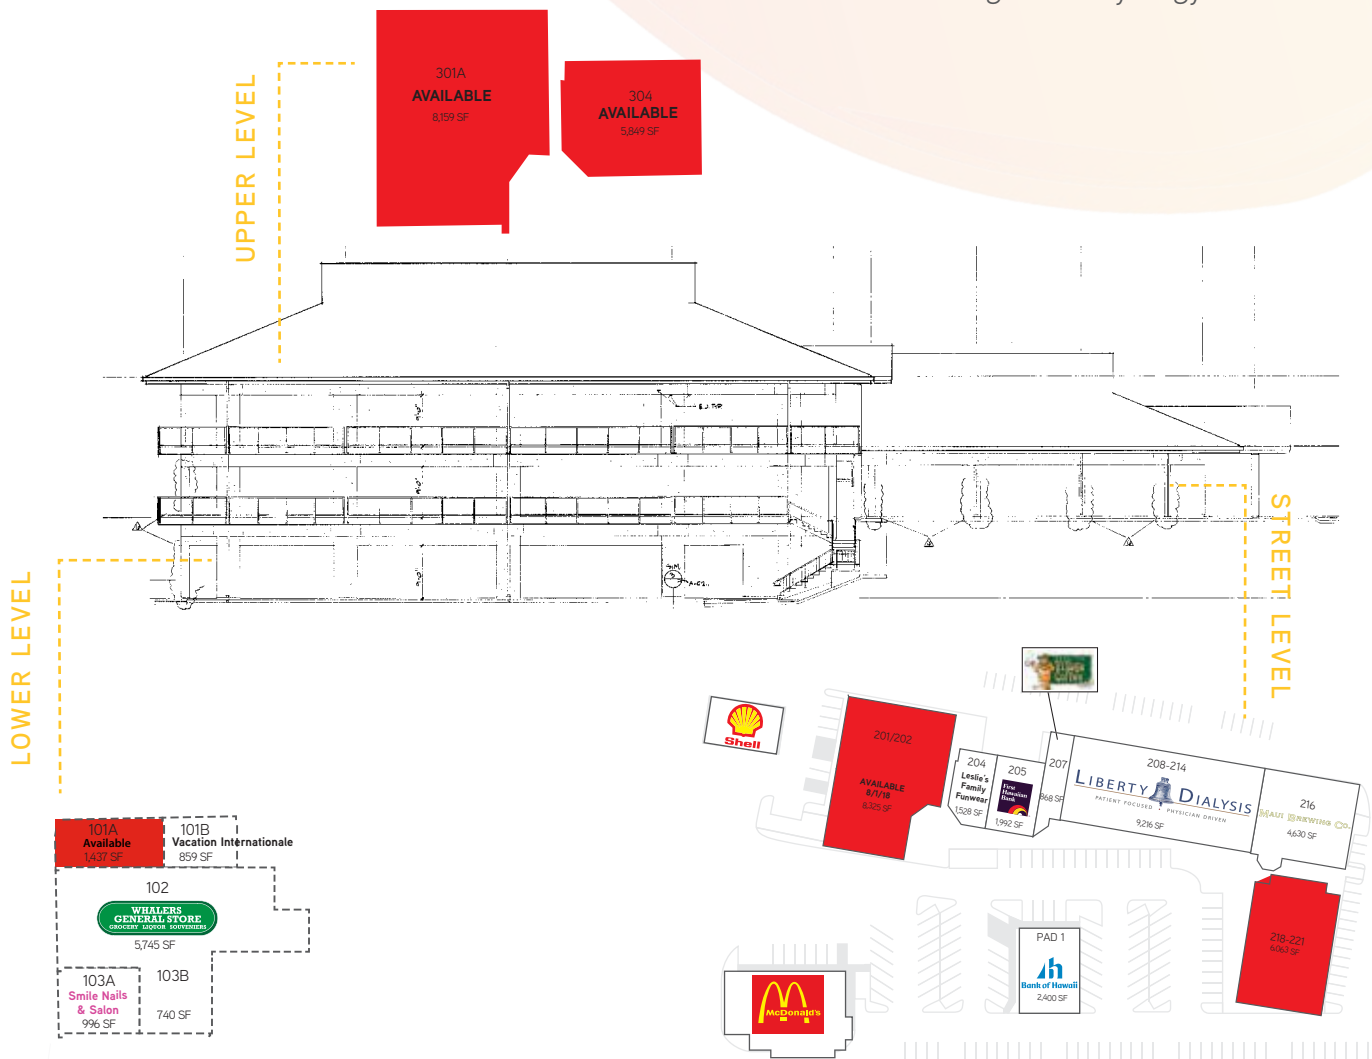 UPPER LEVEL
301A
AVAILABLE
8,159 SF
304
AVAILABLE
5,849 SF
E.J. TYP.
LOWER LEVEL
STREET LEVEL
Shell
201/202
AVAILABLE
8/1/18
8,325 SF
204
Leslie's
Family
Funwear
1,528 SF
205
First
Hawaiian
Bank
1,992 SF
207
868 SF
208-214
LIBERTY DIALYSIS
PATIENT FOCUSED • PHYSICIAN DRIVEN
9,216 SF
216
MAUI BREWING CO.
4,630 SF
218-221
6,063 SF
PAD 1
Bank of Hawaii
2,400 SF
McDonald's
101A
Available
1,437 SF
101B
Vacation Internationale
859 SF
102
WHALERS
GENERAL STORE
GROCERY LIQUOR SOUVENIERS
5,745 SF
103A
Smile Nails
& Salon
996 SF
103B
740 SF